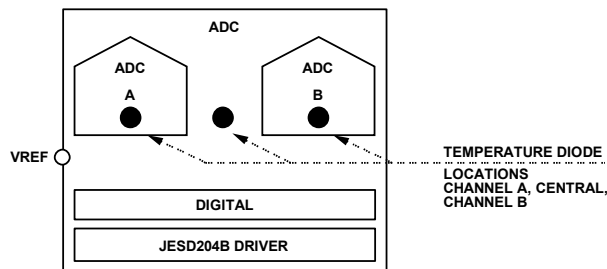 ADC
ADC
ADC
A
B
VREF
TEMPERATURE DIODE
LOCATIONS
CHANNEL A, CENTRAL,
CHANNEL B
DIGITAL
JESD204B DRIVER